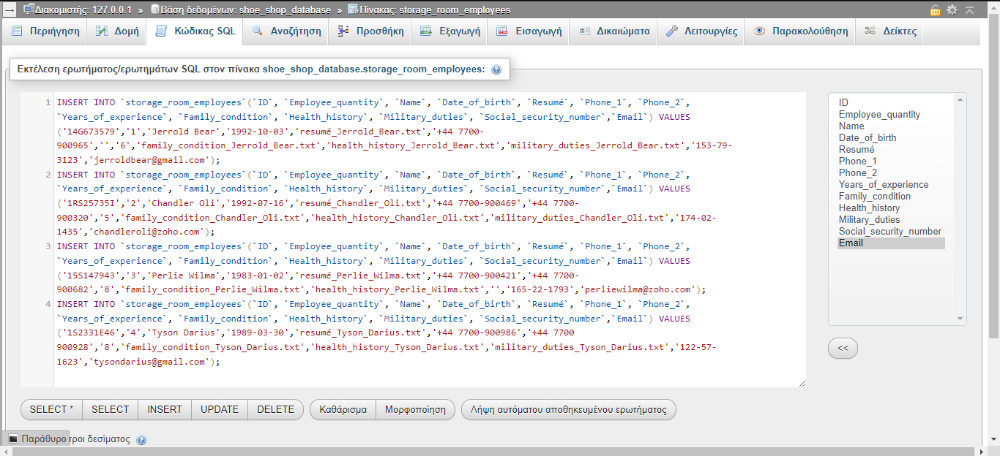 Διακομιστής: 127.0.0.1 » Βάση δεδομένων: shoe_shop_database » Πίνακας: storage_room_employees
Περιήγηση Δομή Κώδικας SQL Αναζήτηση Προσθήκη Εξαγωγή Εισαγωγή Δικαιώματα Λειτουργίες Παρακολούθηση Δείκτες
Εκτέλεση ερωτήματος/ερωτημάτων SQL στον πίνακα shoe_shop_database.storage_room_employees:
1 INSERT INTO `storage_room_employees`(`ID`, `Employee_quantity`, `Name`, `Date_of_birth`, `Resumé`, `Phone_1`, `Phone_2`,
`Years_of_experience`, `Family_condition`, `Health_history`, `Military_duties`, `Social_security_number`,`Email`) VALUES
('14G673579','1','Jerrold Bear','1992-10-03','resumé_Jerrold_Bear.txt','+44 7700-
900965','','6','family_condition_Jerrold_Bear.txt','health_history_Jerrold_Bear.txt','military_duties_Jerrold_Bear.txt','153-79-
3123','jerroldbear@gmail.com');
2 INSERT INTO `storage_room_employees`(`ID`, `Employee_quantity`, `Name`, `Date_of_birth`, `Resumé`, `Phone_1`, `Phone_2`,
`Years_of_experience`, `Family_condition`, `Health_history`, `Military_duties`, `Social_security_number`,`Email`) VALUES
('1RS25735I','2','Chandler Oli','1992-07-16','resumé_Chandler_Oli.txt','+44 7700-900469','+44 7700-
900320','5','family_condition_Chandler_Oli.txt','health_history_Chandler_Oli.txt','military_duties_Chandler_Oli.txt','174-02-
1435','chandleroli@zoho.com');
3 INSERT INTO `storage_room_employees`(`ID`, `Employee_quantity`, `Name`, `Date_of_birth`, `Resumé`, `Phone_1`, `Phone_2`,
`Years_of_experience`, `Family_condition`, `Health_history`, `Military_duties`, `Social_security_number`,`Email`) VALUES
('15S147943','3','Perlie Wilma','1983-01-02','resumé_Perlie_Wilma.txt','+44 7700-900421','+44 7700-
900682','8','family_condition_Perlie_Wilma.txt','health_history_Perlie_Wilma.txt','','165-22-1793','perliewilma@zoho.com');
4 INSERT INTO `storage_room_employees`(`ID`, `Employee_quantity`, `Name`, `Date_of_birth`, `Resumé`, `Phone_1`, `Phone_2`,
`Years_of_experience`, `Family_condition`, `Health_history`, `Military_duties`, `Social_security_number`,`Email`) VALUES
('1S2331E46','4','Tyson Darius','1989-03-30','resumé_Tyson_Darius.txt','+44 7700-900986','+44 7700
900928','8','family_condition_Tyson_Darius.txt','health_history_Tyson_Darius.txt','military_duties_Tyson_Darius.txt','122-57-
1623','tysondarius@gmail.com');
ID
Employee_quantity
Name
Date_of_birth
Resumé
Phone_1
Phone_2
Years_of_experience
Family_condition
Health_history
Military_duties
Social_security_number
Email
<<
SELECT * SELECT INSERT UPDATE DELETE Καθάρισμα Μορφοποίηση Λήψη αυτόματου αποθηκευμένου ερωτήματος
Παράθυρο τροι δεσίματος